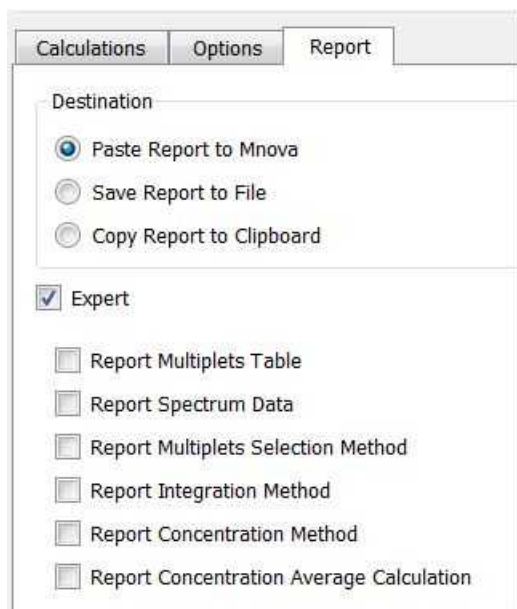 Calculations Options Report
Destination
Paste Report to Mnova
Save Report to File
Copy Report to Clipboard
Expert
Report Multiplets Table
Report Spectrum Data
Report Multiplets Selection Method
Report Integration Method
Report Concentration Method
Report Concentration Average Calculation